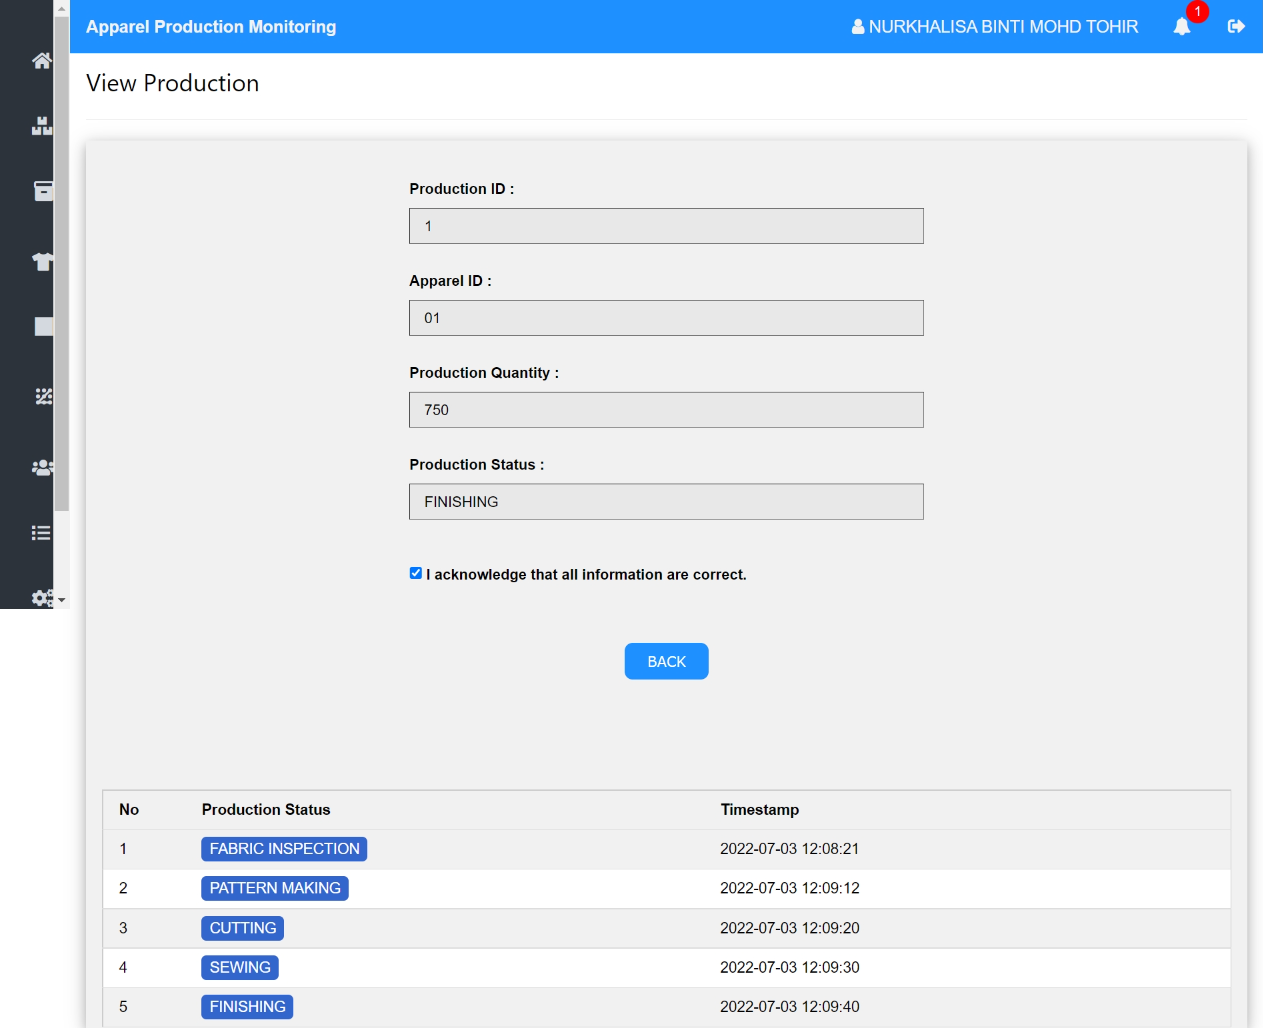 Apparel Production Monitoring
NURKHALISA BINTI MOHD TOHIR
1
View Production
Production ID :
1
Apparel ID :
01
Production Quantity :
750
Production Status :
FINISHING
I acknowledge that all information are correct.
BACK
No Production Status Timestamp
1 FABRIC INSPECTION 2022-07-03 12:08:21
2 PATTERN MAKING 2022-07-03 12:09:12
3 CUTTING 2022-07-03 12:09:20
4 SEWING 2022-07-03 12:09:30
5 FINISHING 2022-07-03 12:09:40